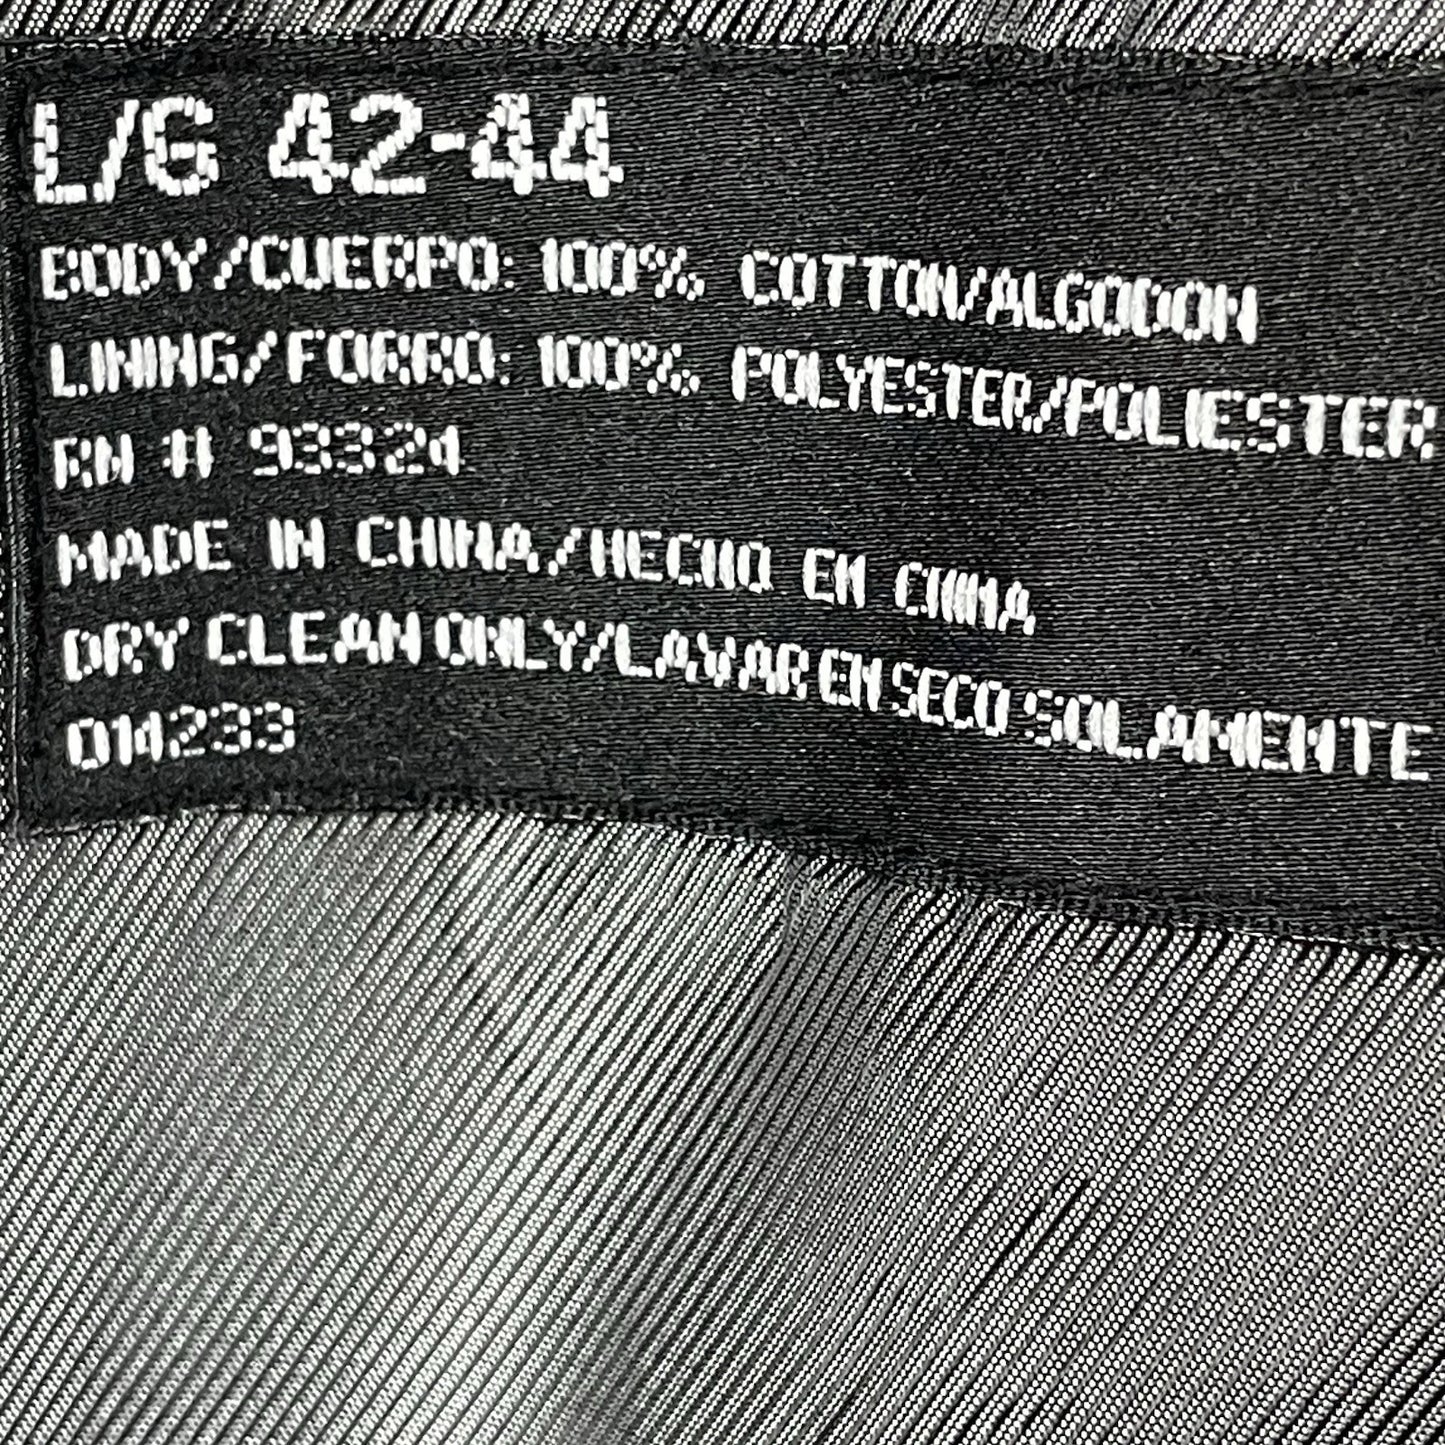 L/G 42-44
BODY/CUERPO: 100% COTTON/ALGODON
LINING/FORRO: 100% POLYESTER/POLIESTER
RN # 93324
MADE IN CHINA/HECHO EN CHINA
DRY CLEAN ONLY/LAVAR EN SECO SOLAMENTE
014233